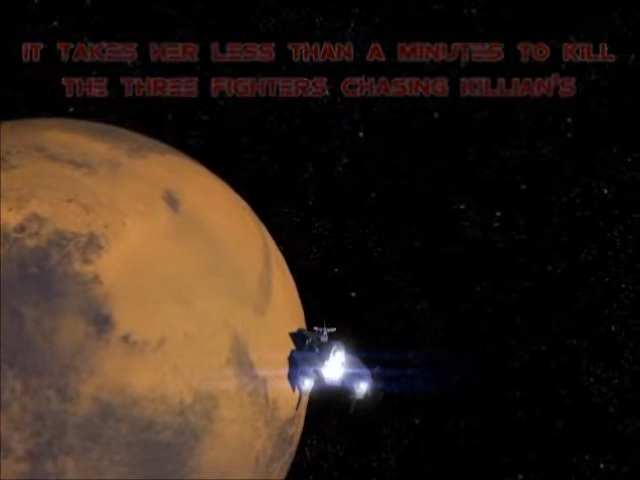 IT TAKES HER LESS THAN A MINUTES TO KILL
THE THREE FIGHTERS CHASING KILLIAN'S